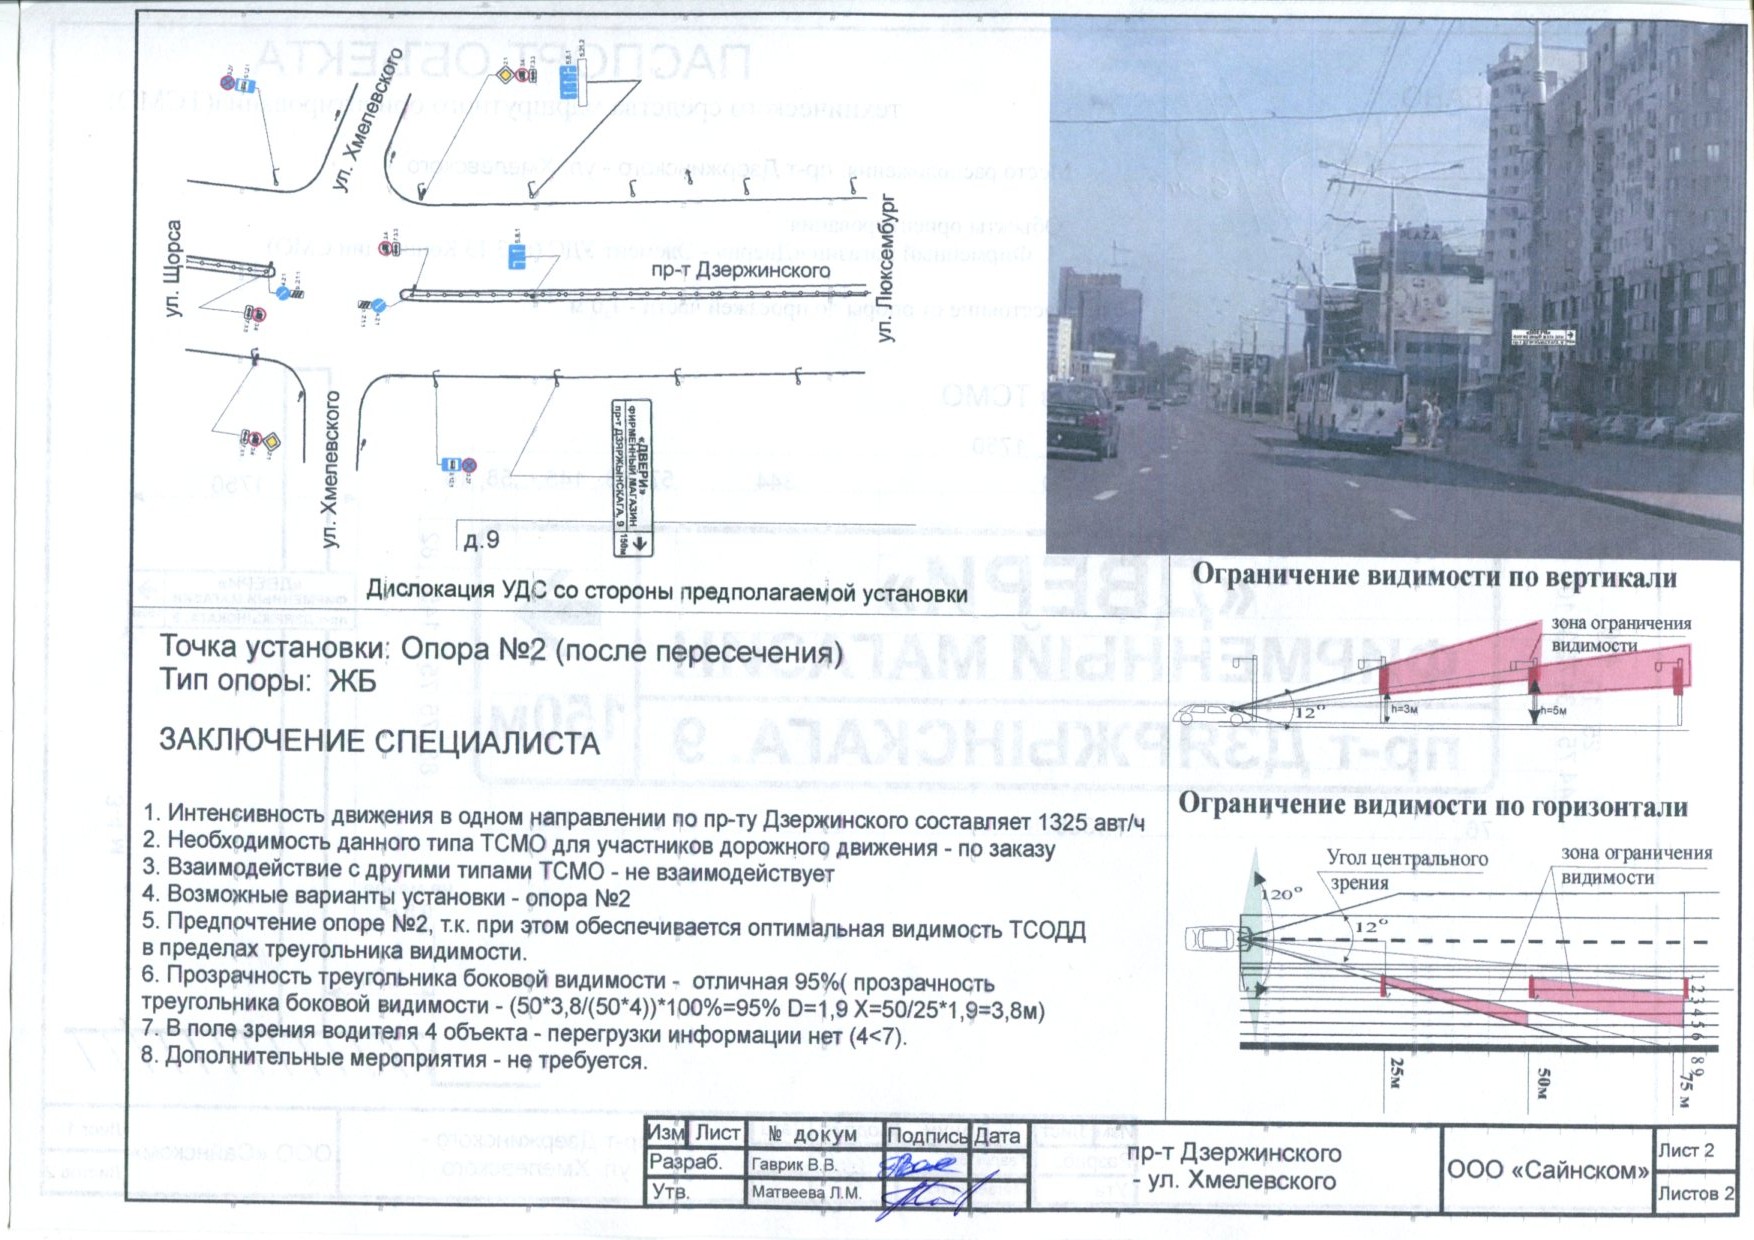 ул. Хмелевского
ул. Щорса
пр-т Дзержинского
ул. Люксембург
ул. Хмелевского
«ДВЕРИ»
ФИРМЕННЫЙ МАГАЗИН
пр-т ДЗЯРЖЫНСКАГА, 9
150м
д.9
Дислокация УДС со стороны предполагаемой установки
PLAZA
Точка установки: Опора №2 (после пересечения)
Тип опоры: ЖБ
ЗАКЛЮЧЕНИЕ СПЕЦИАЛИСТА
1. Интенсивность движения в одном направлении по пр-ту Дзержинского составляет 1325 авт/ч
2. Необходимость данного типа ТСМО для участников дорожного движения - по заказу
3. Взаимодействие с другими типами ТСМО - не взаимодействует
4. Возможные варианты установки - опора №2
5. Предпочтение опоре №2, т.к. при этом обеспечивается оптимальная видимость ТСОДД
в пределах треугольника видимости.
6. Прозрачность треугольника боковой видимости - отличная 95%( прозрачность
треугольника боковой видимости - (50*3,8/(50*4))*100%=95% D=1,9 X=50/25*1,9=3,8м)
7. В поле зрения водителя 4 объекта - перегрузки информации нет (4<7).
8. Дополнительные мероприятия - не требуется.
Ограничение видимости по вертикали
зона ограничения
видимости
12°
h=3м
h=5м
Ограничение видимости по горизонтали
Угол центрального
зрения
зона ограничения
видимости
120°
12°
1 2 3 4 5 6 8 9
25м
50м
75 м
Изм Лист № докум Подпись Дата
Разраб. Гаврик В.В.
Утв. Матвеева Л.М.
пр-т Дзержинского
- ул. Хмелевского
ООО «Сайнском»
Лист 2
Листов 2